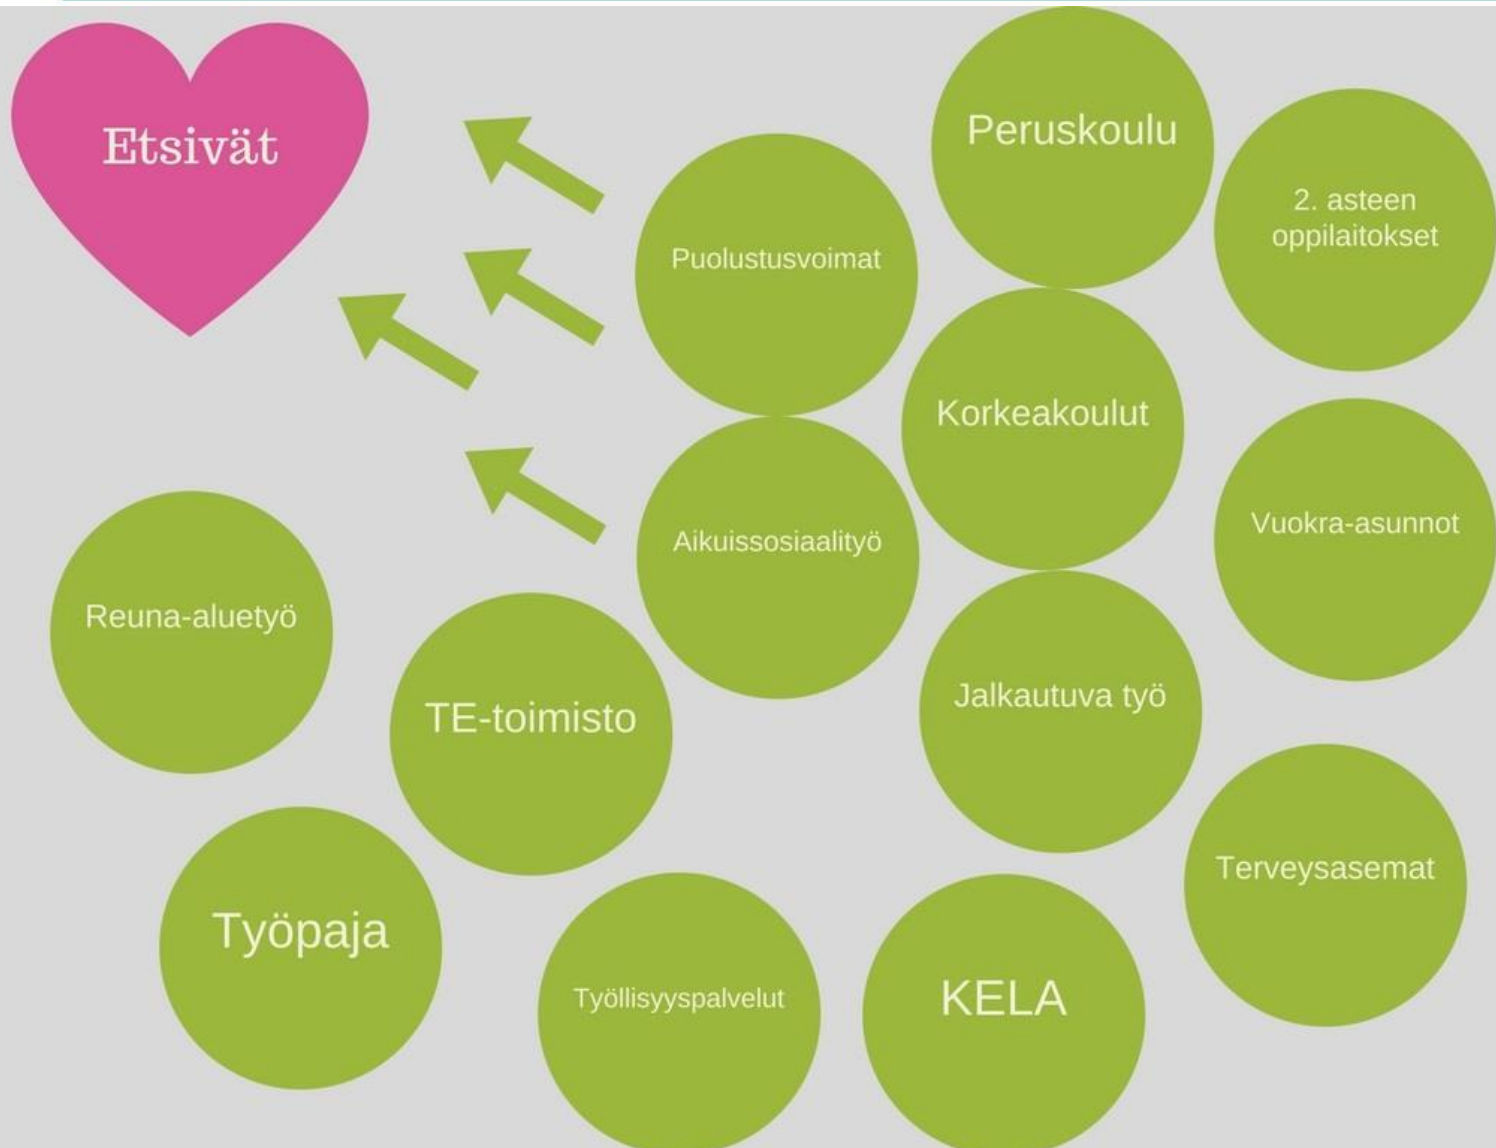 Etsivät
Peruskoulu
2. asteen
oppilaitokset
Puolustusvoimat
Korkeakoulut
Vuokra-asunnot
Aikuissosiaalityö
Reuna-aluetyö
TE-toimisto
Jalkautuva työ
Terveysasemat
Työpaja
Työllisyyspalvelut
KELA